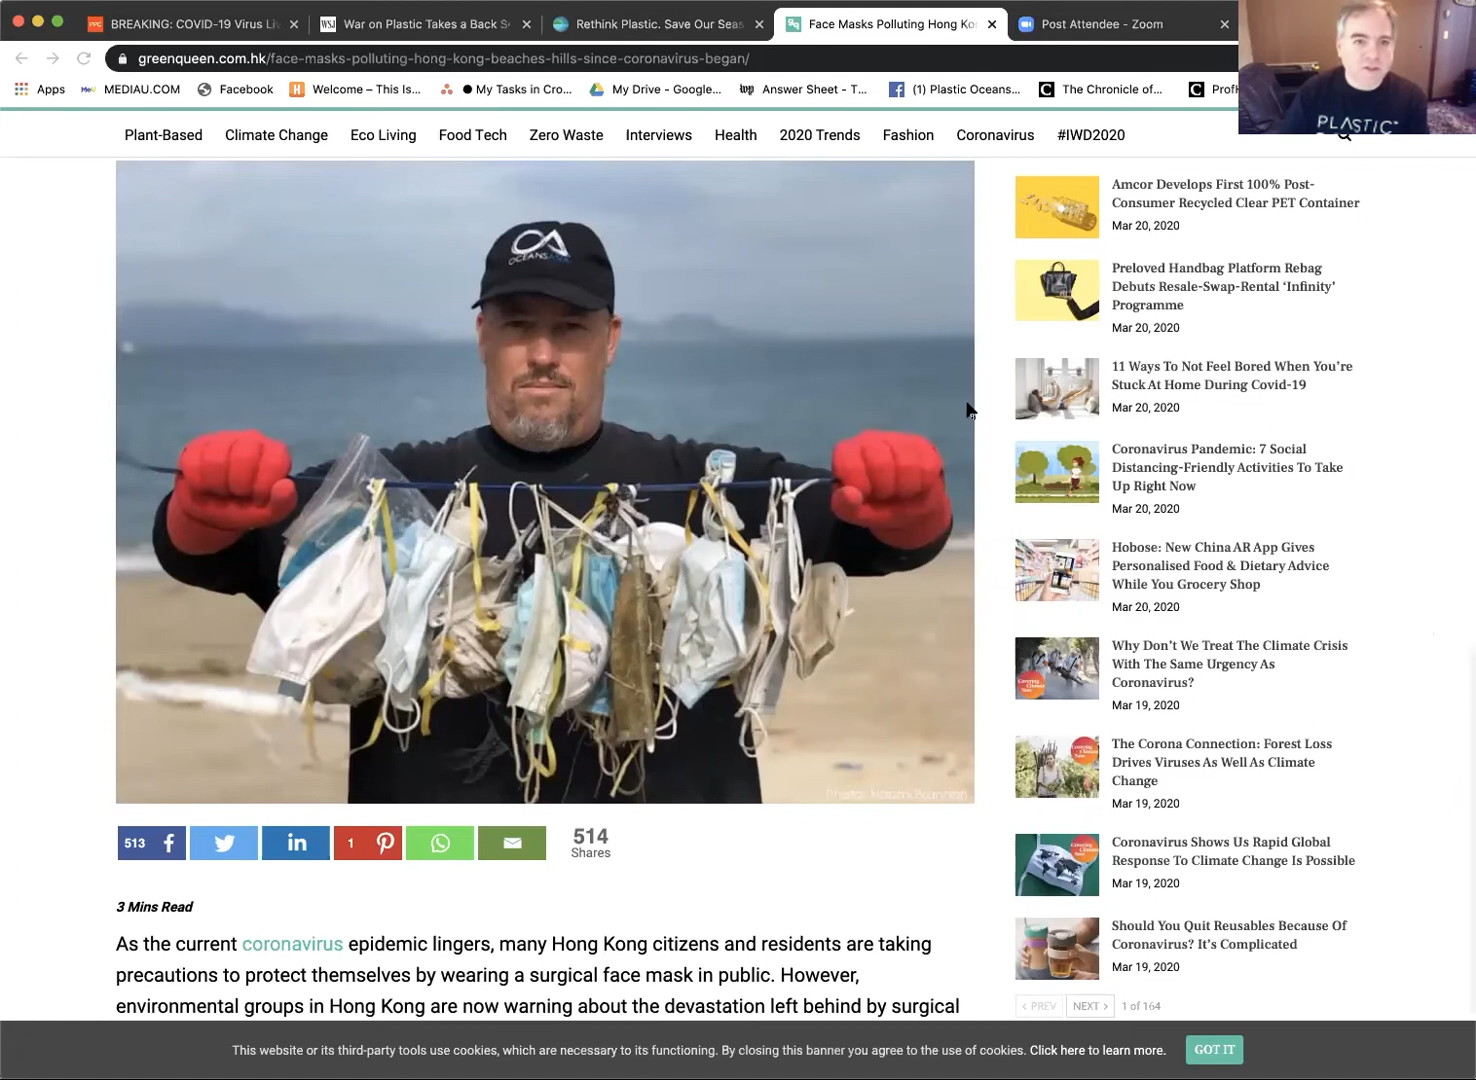 BREAKING: COVID-19 Virus Li
War on Plastic Takes a Back S
Rethink Plastic. Save Our Seas
Face Masks Polluting Hong Ko
Post Attendee - Zoom
greenqueen.com.hk/face-masks-polluting-hong-kong-beaches-hills-since-coronavirus-began/
Apps
MEDIAU.COM
Facebook
Welcome – This Is...
My Tasks in Cro...
My Drive - Google...
Answer Sheet - T...
(1) Plastic Oceans...
The Chronicle of...
PLASTIC
Plant-Based
Climate Change
Eco Living
Food Tech
Zero Waste
Interviews
Health
2020 Trends
Fashion
Coronavirus
#IWD2020
OCEANSASIA
513
1
514
Shares
3 Mins Read
As the current coronavirus epidemic lingers, many Hong Kong citizens and residents are taking
precautions to protect themselves by wearing a surgical face mask in public. However,
environmental groups in Hong Kong are now warning about the devastation left behind by surgical
Amcor Develops First 100% Post-
Consumer Recycled Clear PET Container
Mar 20, 2020
Preloved Handbag Platform Rebag
Debuts Resale-Swap-Rental ‘Infinity’
Programme
Mar 20, 2020
11 Ways To Not Feel Bored When You’re
Stuck At Home During Covid-19
Mar 20, 2020
Coronavirus Pandemic: 7 Social
Distancing-Friendly Activities To Take
Up Right Now
Mar 20, 2020
Hobose: New China AR App Gives
Personalised Food & Dietary Advice
While You Grocery Shop
Mar 20, 2020
Why Don’t We Treat The Climate Crisis
With The Same Urgency As
Coronavirus?
Mar 19, 2020
The Corona Connection: Forest Loss
Drives Viruses As Well As Climate
Change
Mar 19, 2020
Coronavirus Shows Us Rapid Global
Response To Climate Change Is Possible
Mar 19, 2020
Should You Quit Reusables Because Of
Coronavirus? It’s Complicated
Mar 19, 2020
PREV
NEXT
1 of 164
This website or its third-party tools use cookies, which are necessary to its functioning. By closing this banner you agree to the use of cookies. Click here to learn more.
GOT IT